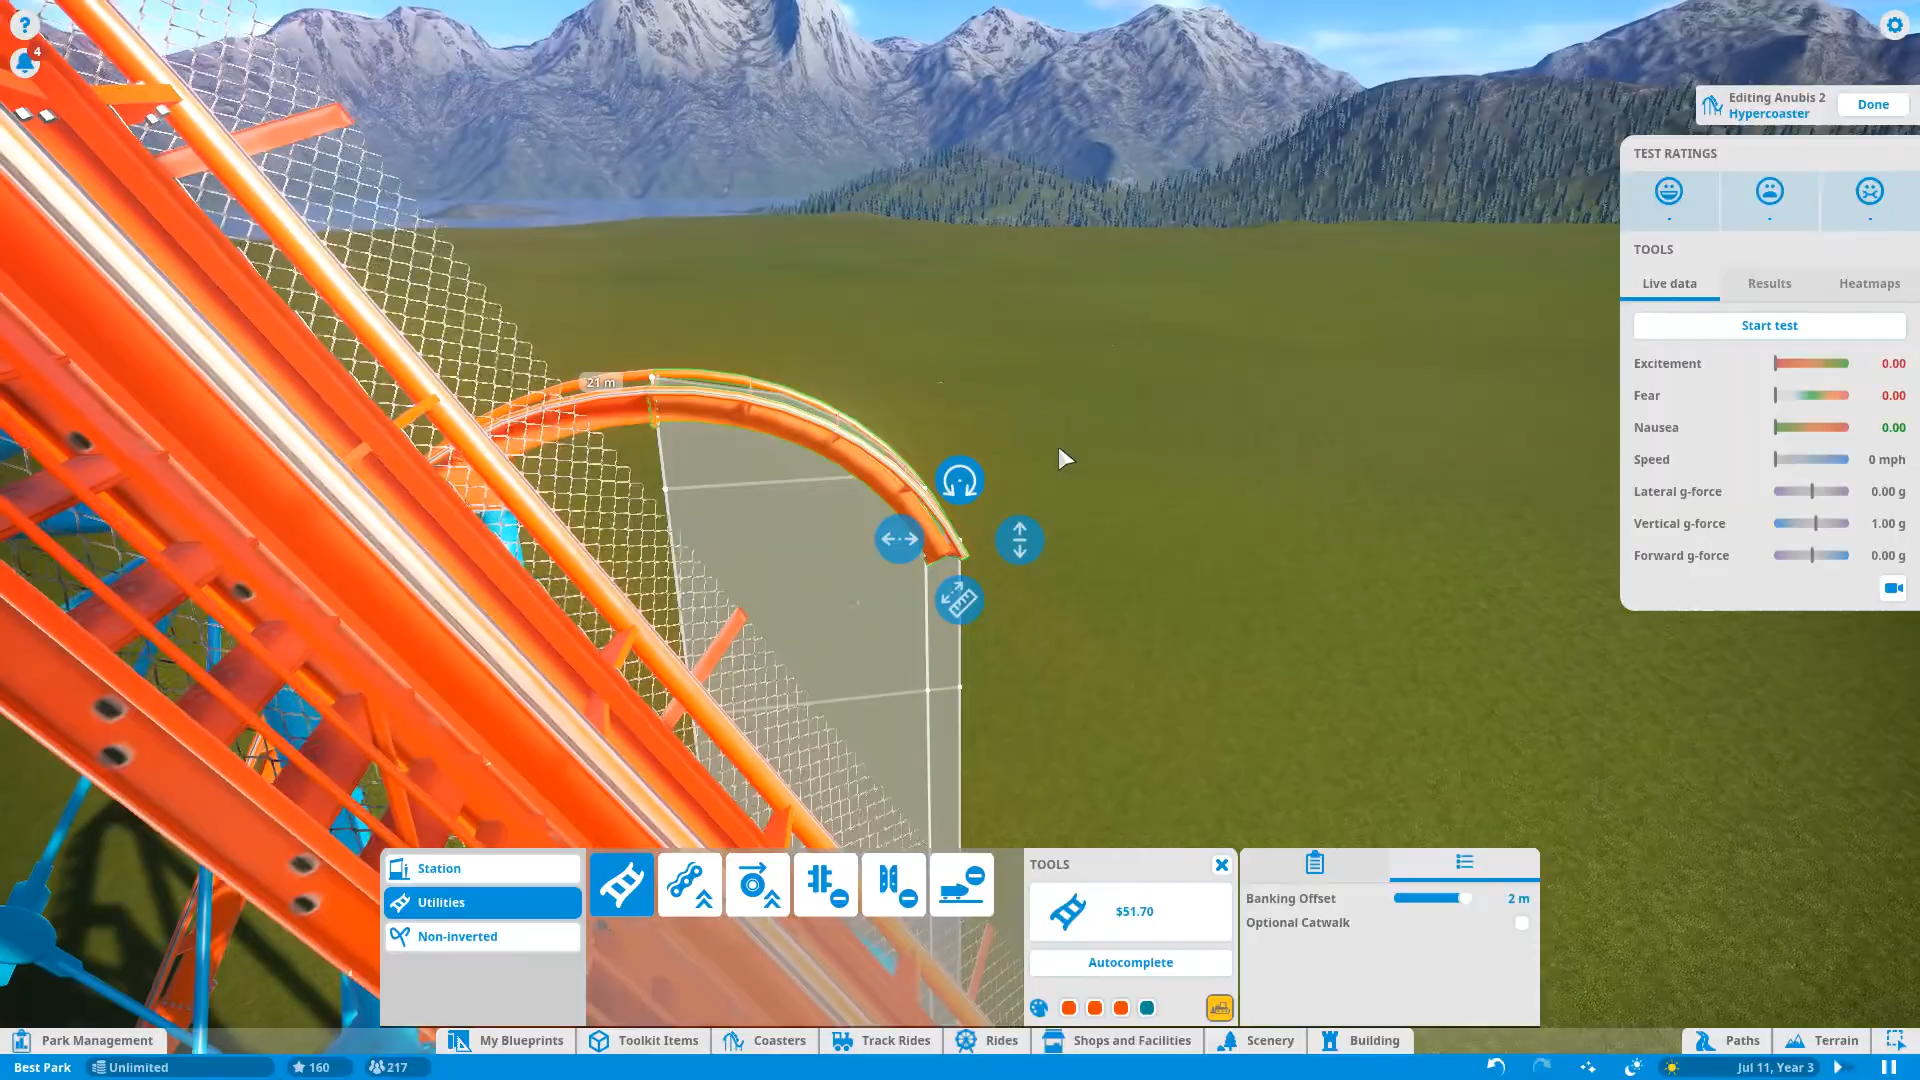 ?
4
Editing Anubis 2
Hypercoaster
Done
TEST RATINGS
- - -
TOOLS
Live data Results Heatmaps
Start test
Excitement 0.00
Fear 0.00
Nausea 0.00
Speed 0 mph
Lateral g-force 0.00 g
Vertical g-force 1.00 g
Forward g-force 0.00 g
21 m
Station
Utilities
Non-inverted
TOOLS
$51.70
Autocomplete
Banking Offset 2 m
Optional Catwalk
Park Management My Blueprints Toolkit Items Coasters Track Rides Rides Shops and Facilities Scenery Building Paths Terrain
Best Park Unlimited 160 217 Jul 11, Year 3